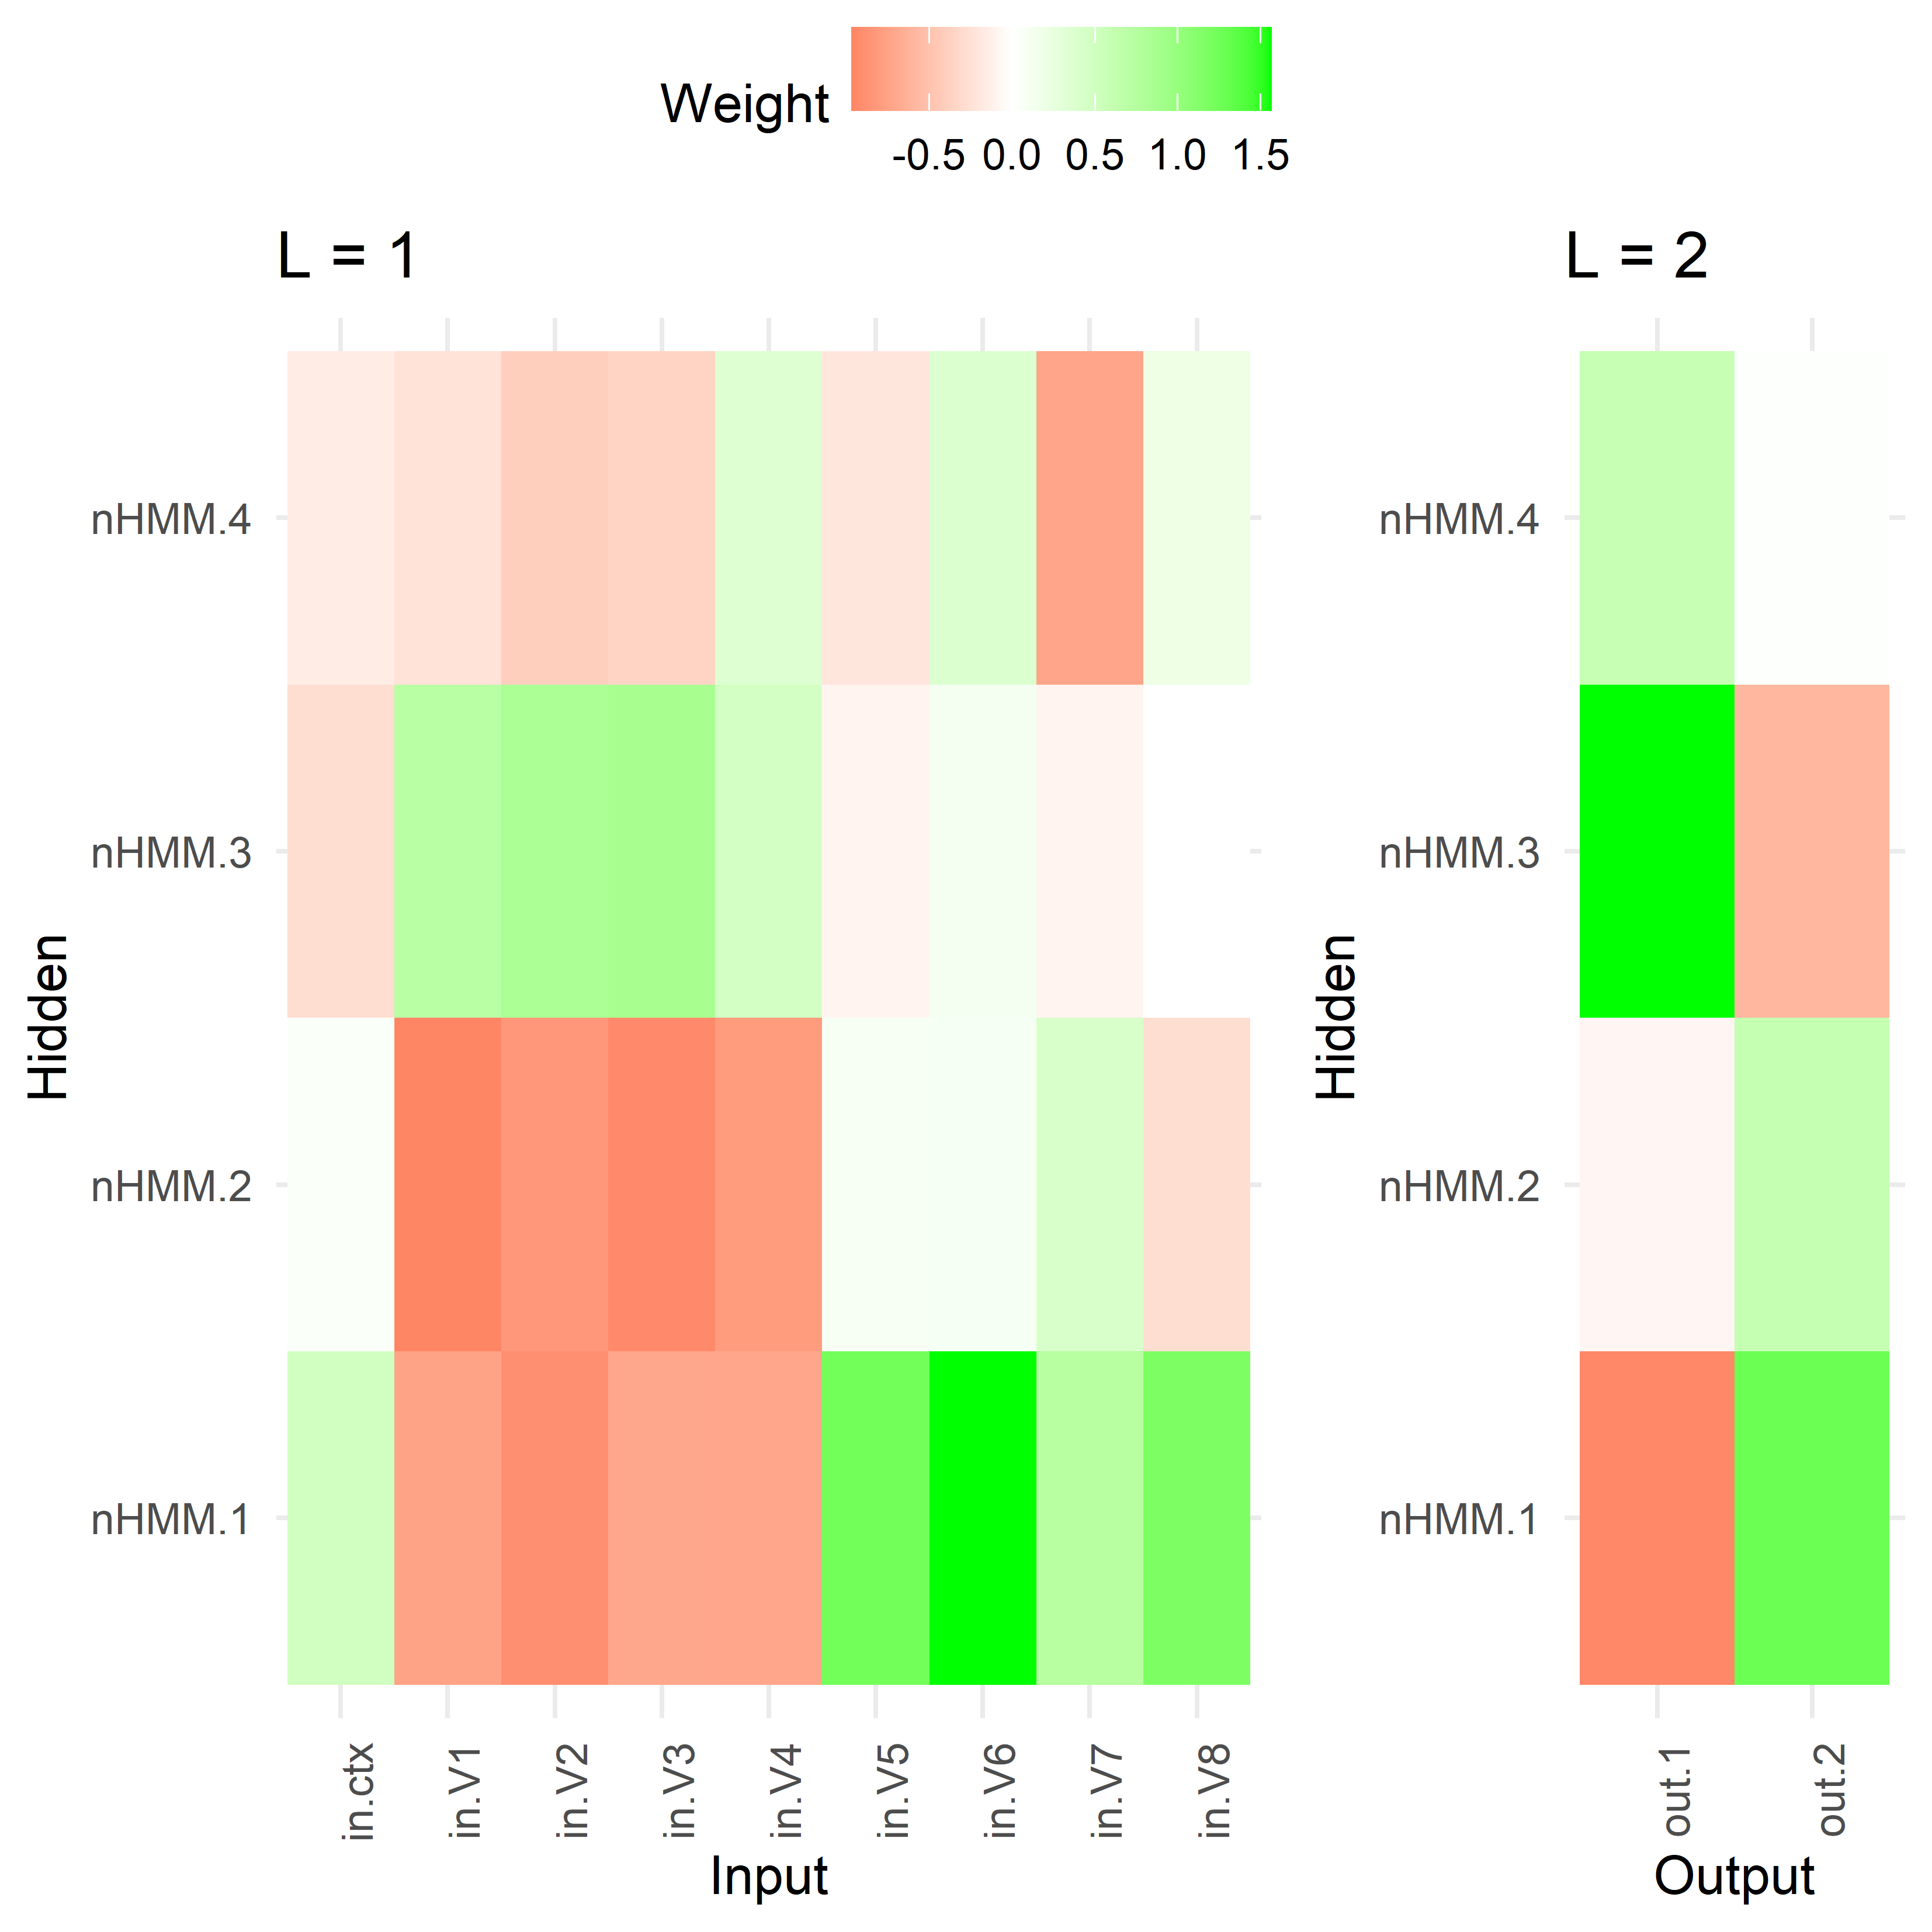 Weight
-0.5 0.0 0.5 1.0 1.5
L = 1
nHMM.4
nHMM.3
nHMM.2
nHMM.1
Hidden
in.ctx in.V1 in.V2 in.V3 in.V4 in.V5 in.V6 in.V7 in.V8
Input
L = 2
nHMM.4
nHMM.3
nHMM.2
nHMM.1
Hidden
out.1 out.2
Output